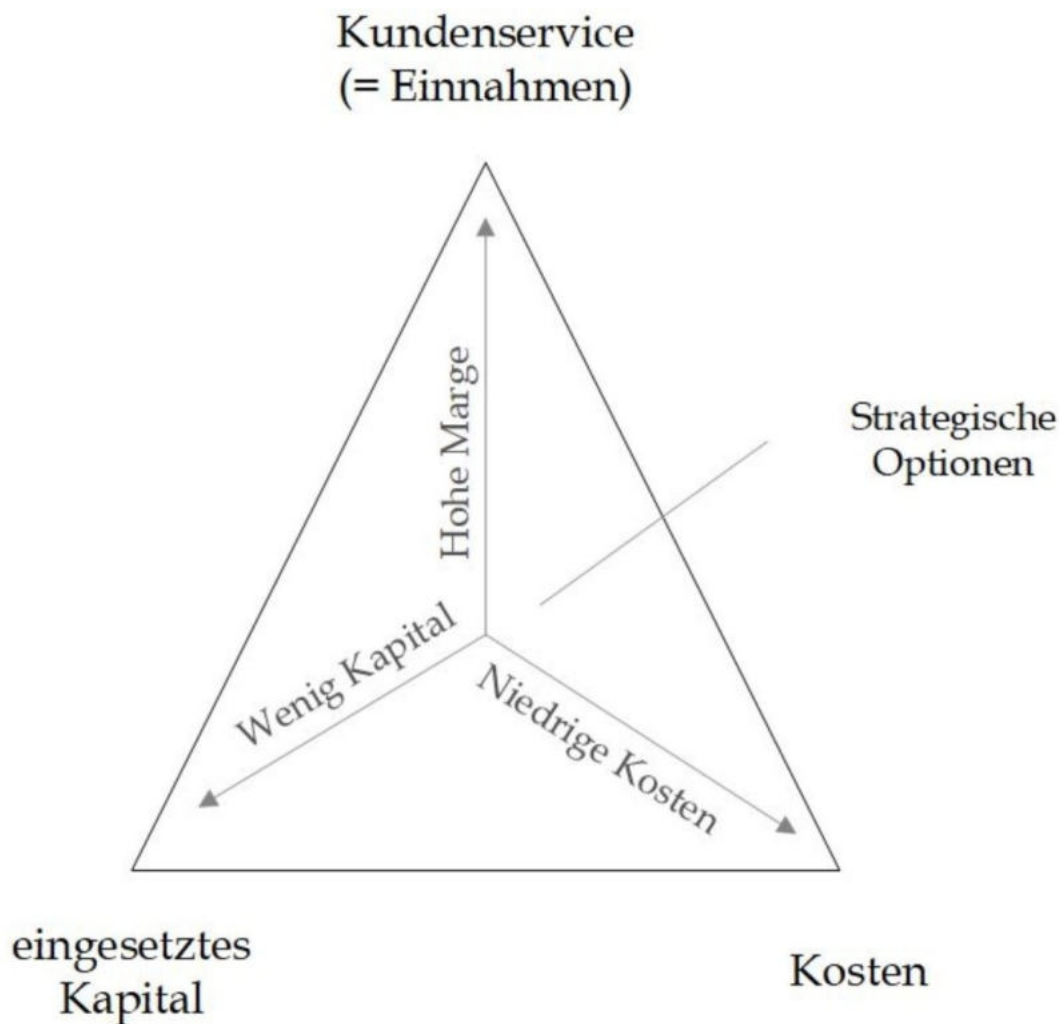 Kundenservice
(= Einnahmen)
Hohe Marge
Strategische
Optionen
Wenig Kapital
Niedrige Kosten
eingesetztes
Kapital
Kosten